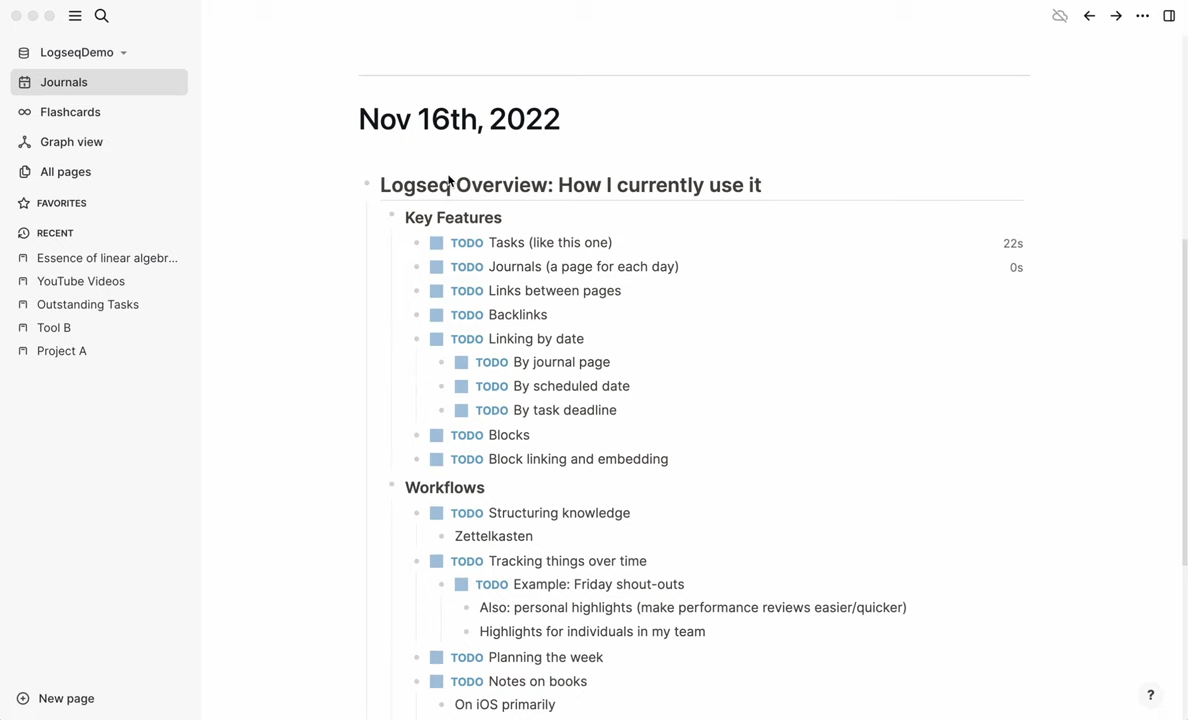 LogseqDemo
Journals
Flashcards
Graph view
All pages
FAVORITES
RECENT
Essence of linear algebr...
YouTube Videos
Outstanding Tasks
Tool B
Project A
New page
Nov 16th, 2022
Logseq Overview: How I currently use it
Key Features
TODO Tasks (like this one) 22s
TODO Journals (a page for each day) 0s
TODO Links between pages
TODO Backlinks
TODO Linking by date
TODO By journal page
TODO By scheduled date
TODO By task deadline
TODO Blocks
TODO Block linking and embedding
Workflows
TODO Structuring knowledge
Zettelkasten
TODO Tracking things over time
TODO Example: Friday shout-outs
Also: personal highlights (make performance reviews easier/quicker)
Highlights for individuals in my team
TODO Planning the week
TODO Notes on books
On iOS primarily
?